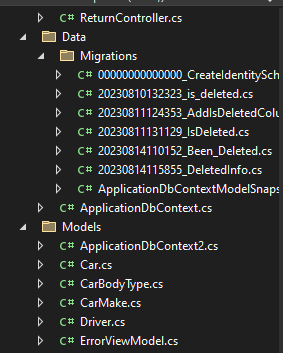 C# ReturnController.cs
Data
Migrations
C# 00000000000000_CreateIdentitySch
C# 20230810132323_is_deleted.cs
C# 20230811124353_AddIsDeletedColu
C# 20230811131129_IsDeleted.cs
C# 20230814110152_Been_Deleted.cs
C# 20230814115855_DeletedInfo.cs
C# ApplicationDbContextModelSnaps
C# ApplicationDbContext.cs
Models
C# ApplicationDbContext2.cs
C# Car.cs
C# CarBodyType.cs
C# CarMake.cs
C# Driver.cs
C# ErrorViewModel.cs